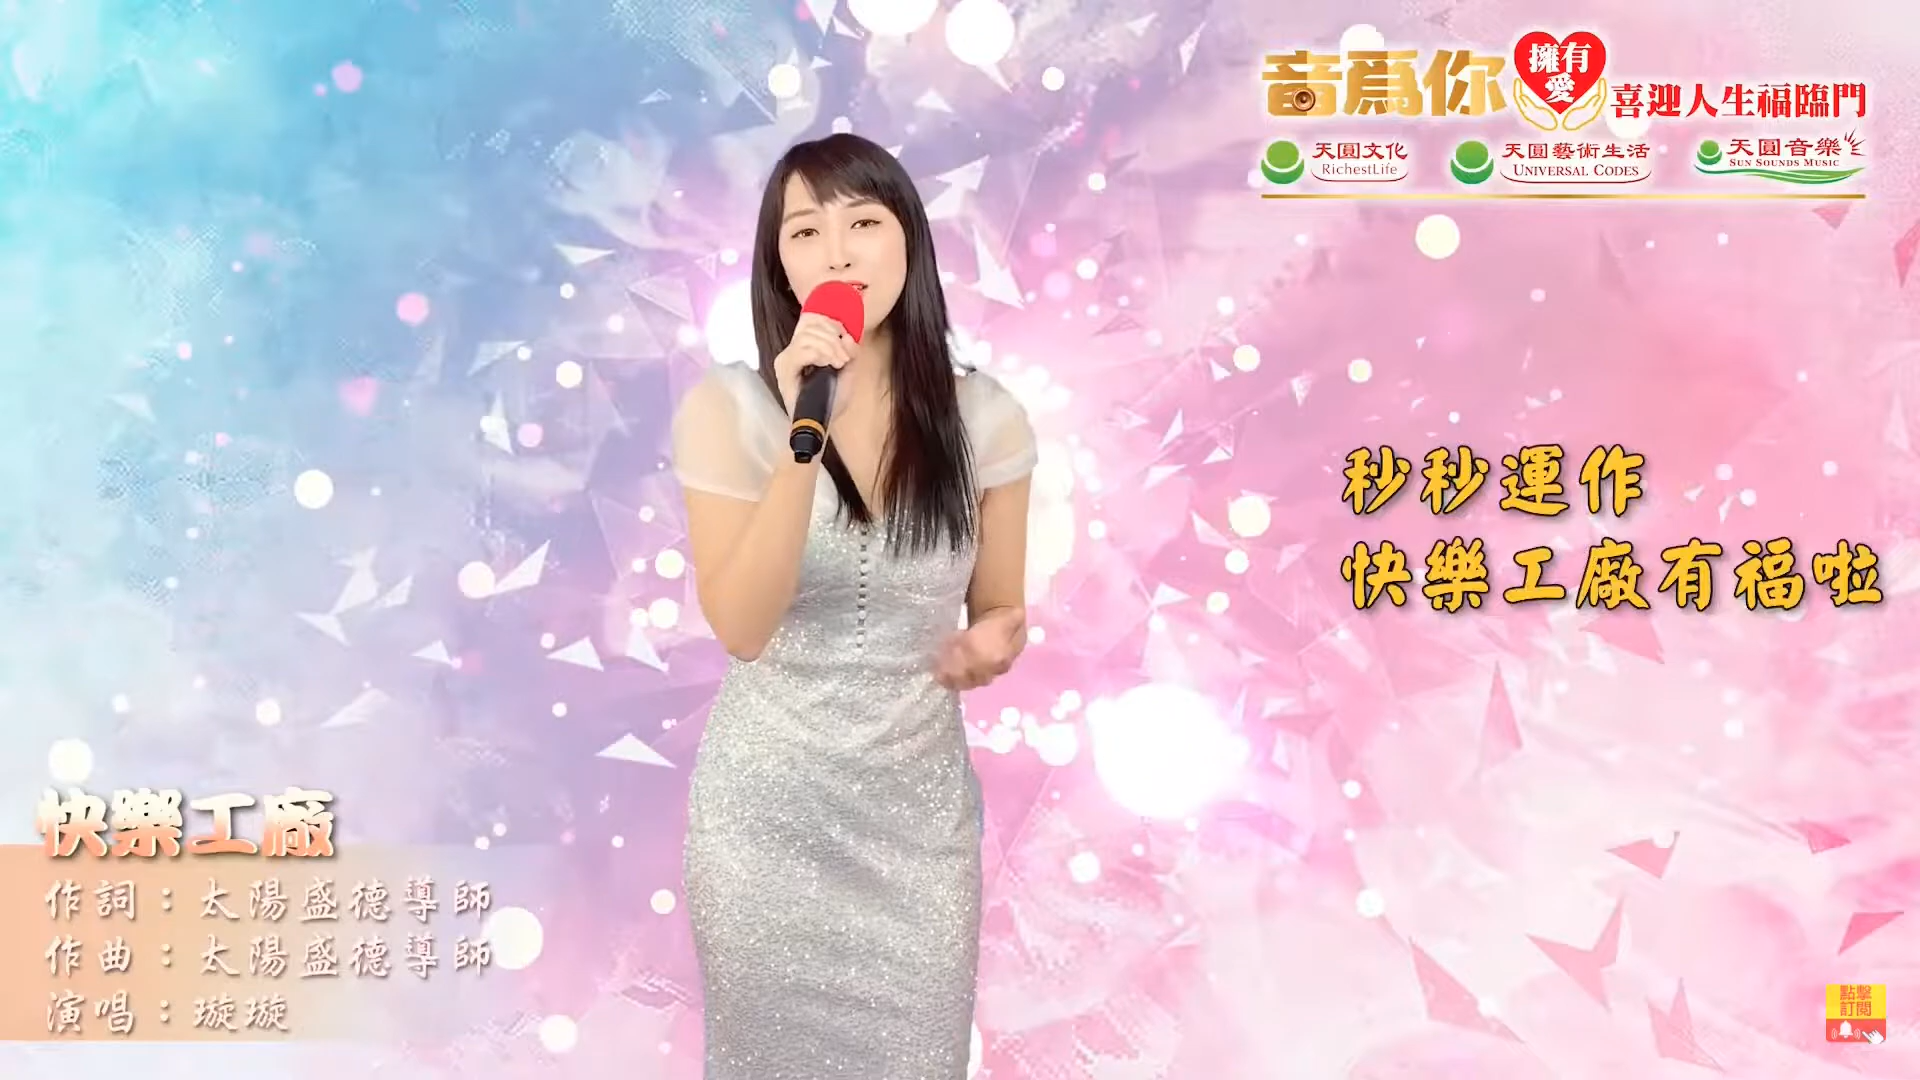 音爲你
擁有
愛
喜迎人生福臨門
天圓文化
RichestLife
天圓藝術生活
UNIVERSAL CODES
天圓音樂
SUN SOUNDS MUSIC
秒秒運作
快樂工廠有福啦
快樂工廠
作詞：太陽盛德導師
作曲：太陽盛德導師
演唱：璇璇
點擊
訂閱